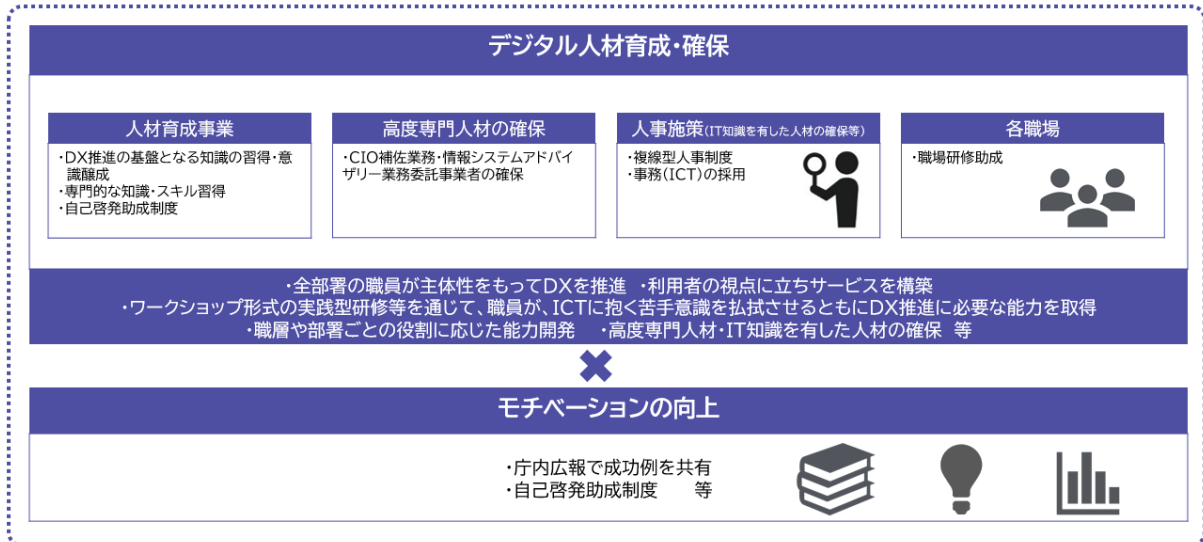 デジタル人材育成・確保
人材育成事業
・DX推進の基盤となる知識の習得・意
識醸成
・専門的な知識・スキル習得
・自己啓発助成制度
高度専門人材の確保
・CIO補佐業務・情報システムアドバイ
ザリー業務委託事業者の確保
人事施策(IT知識を有した人材の確保等)
・複線型人事制度
・事務(ICT)の採用
各職場
・職場研修助成
・全部署の職員が主体性をもってDXを推進 ・利用者の視点に立ちサービスを構築
・ワークショップ形式の実践型研修等を通じて、職員が、ICTに抱く苦手意識を払拭させるともにDX推進に必要な能力を取得
・職層や部署ごとの役割に応じた能力開発 ・高度専門人材・IT知識を有した人材の確保 等
モチベーションの向上
・庁内広報で成功例を共有
・自己啓発助成制度 等